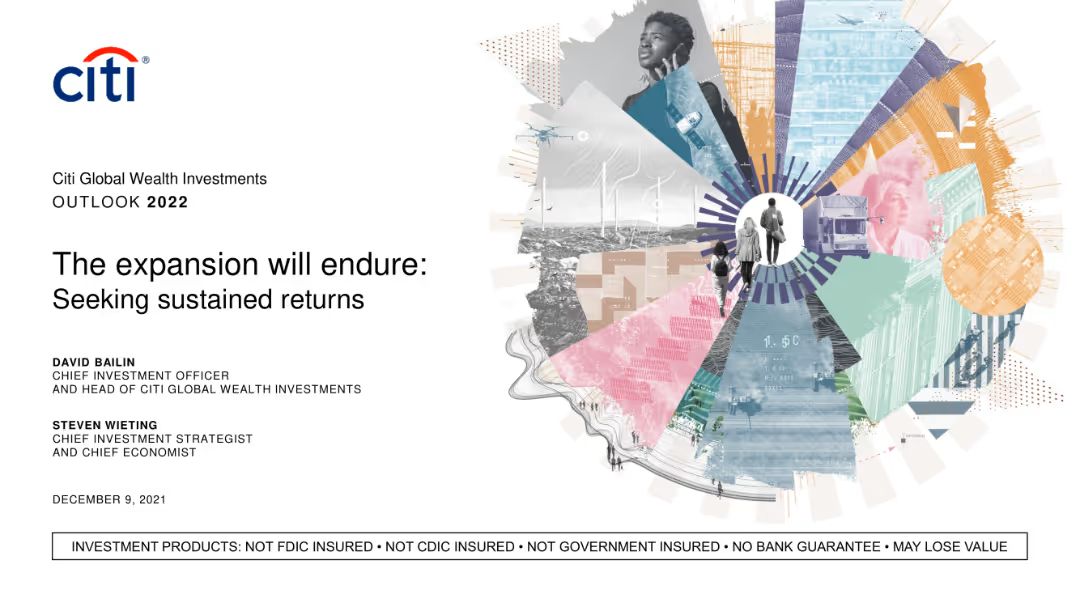 citi®
Citi Global Wealth Investments
OUTLOOK 2022
The expansion will endure:
Seeking sustained returns
DAVID BAILIN
CHIEF INVESTMENT OFFICER
AND HEAD OF CITI GLOBAL WEALTH INVESTMENTS
STEVEN WIETING
CHIEF INVESTMENT STRATEGIST
AND CHIEF ECONOMIST
DECEMBER 9, 2021
INVESTMENT PRODUCTS: NOT FDIC INSURED • NOT CDIC INSURED • NOT GOVERNMENT INSURED • NO BANK GUARANTEE • MAY LOSE VALUE